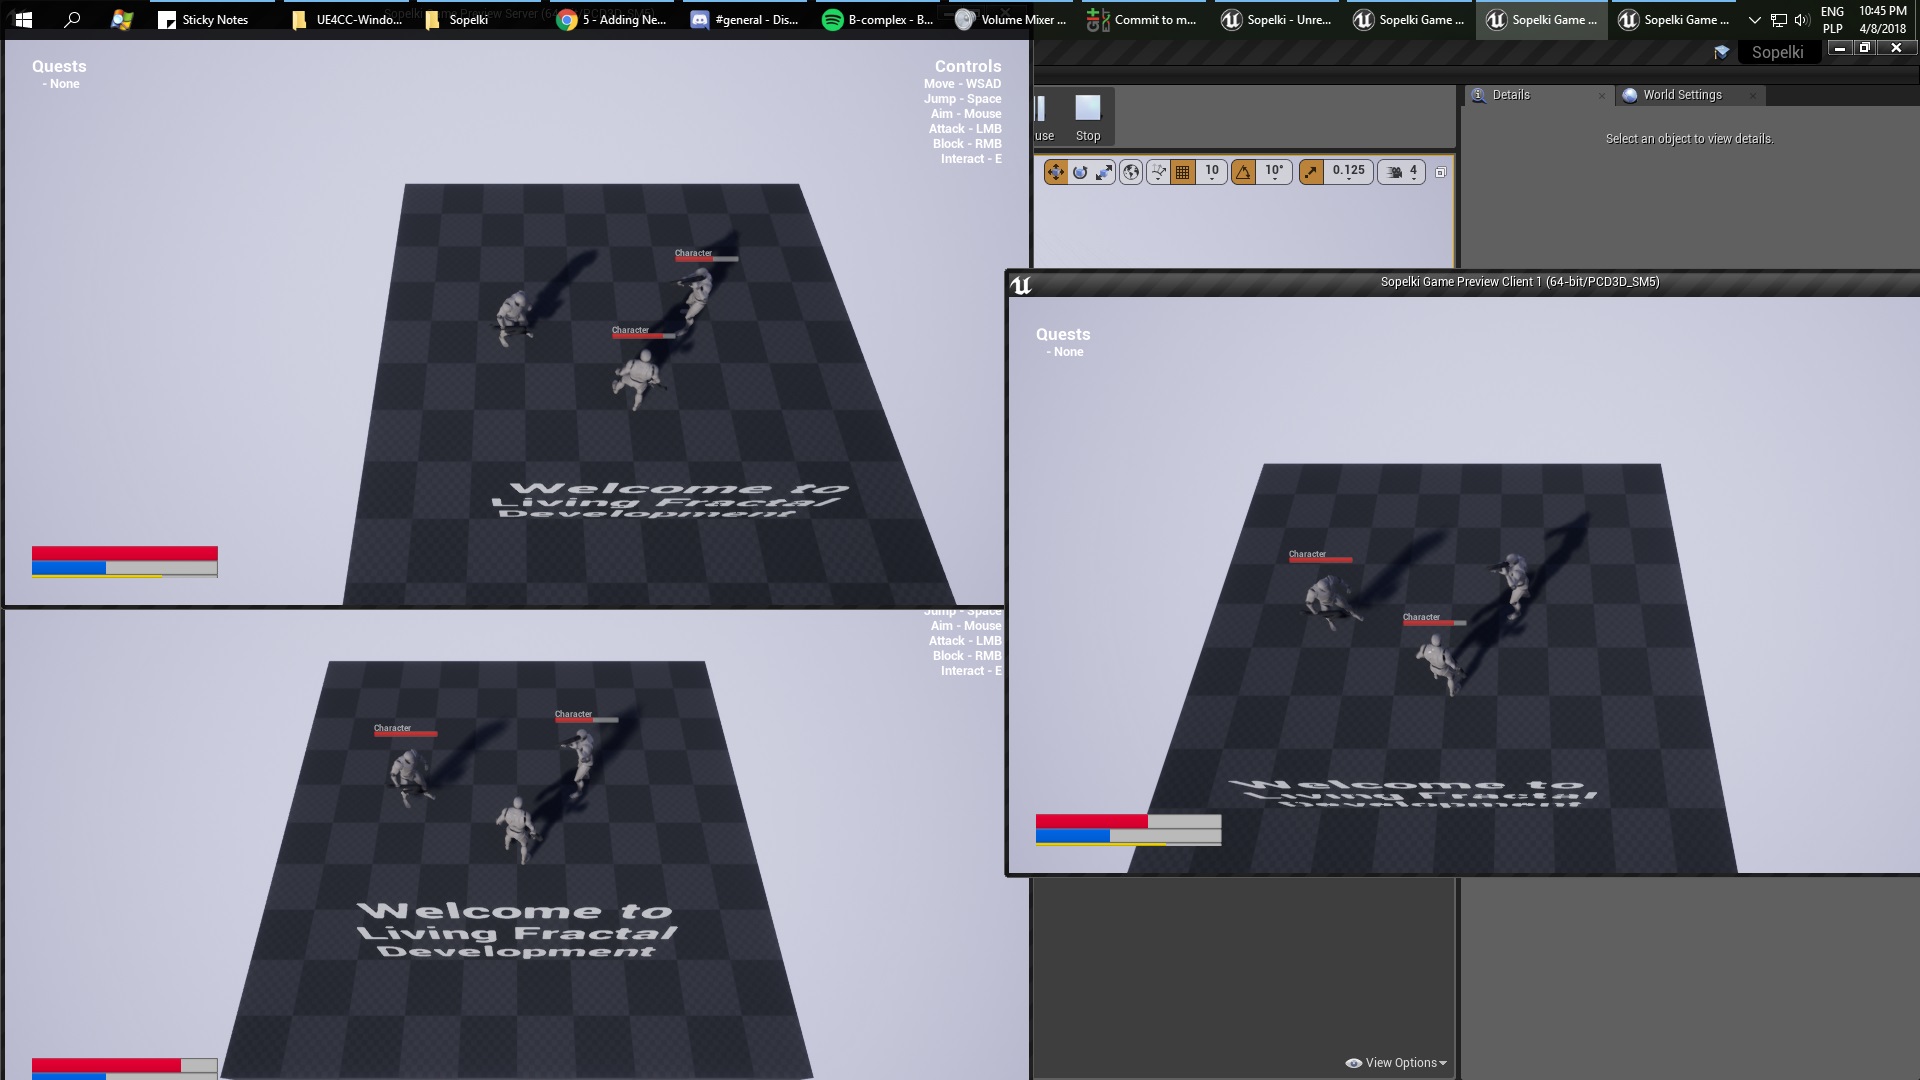 Sticky Notes
UE4CC-Windo...
Sopelki
5 - Adding Ne...
#general - Dis...
B-complex - B...
Volume Mixer ...
Commit to m...
Sopelki - Unre...
Sopelki Game ...
Sopelki Game ...
Sopelki Game ...
ENG
PLP
10:45 PM
4/8/2018
Sopelki
Quests
- None
Controls
Move - WSAD
Jump - Space
Aim - Mouse
Attack - LMB
Block - RMB
Interact - E
use
Stop
Details
World Settings
Select an object to view details.
10
10°
0.125
4
Character
Character
Welcome to
Living Fractal
Development
Sopelki Game Preview Client 1 (64-bit/PCD3D_SM5)
Quests
- None
Character
Character
Welcome to
Living Fractal
Development
Jump - Space
Aim - Mouse
Attack - LMB
Block - RMB
Interact - E
Character
Character
Welcome to
Living Fractal
Development
View Options